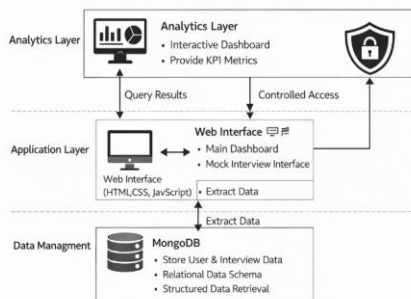 Analytics Layer
Analytics Layer
• Interactive Dashboard
• Provide KP1 Metrics
Query Results
Controlled Access
Application Layer
Web Interface
• Main Dashboard
• Mock Interview Interface
Web Interface
(HTML,CSS, JavScript)
• Extract Data
Extract Data
Data Managment
MongoDB
• Store User & Interview Data
• Relational Data Schema
• Structured Data Retrieval